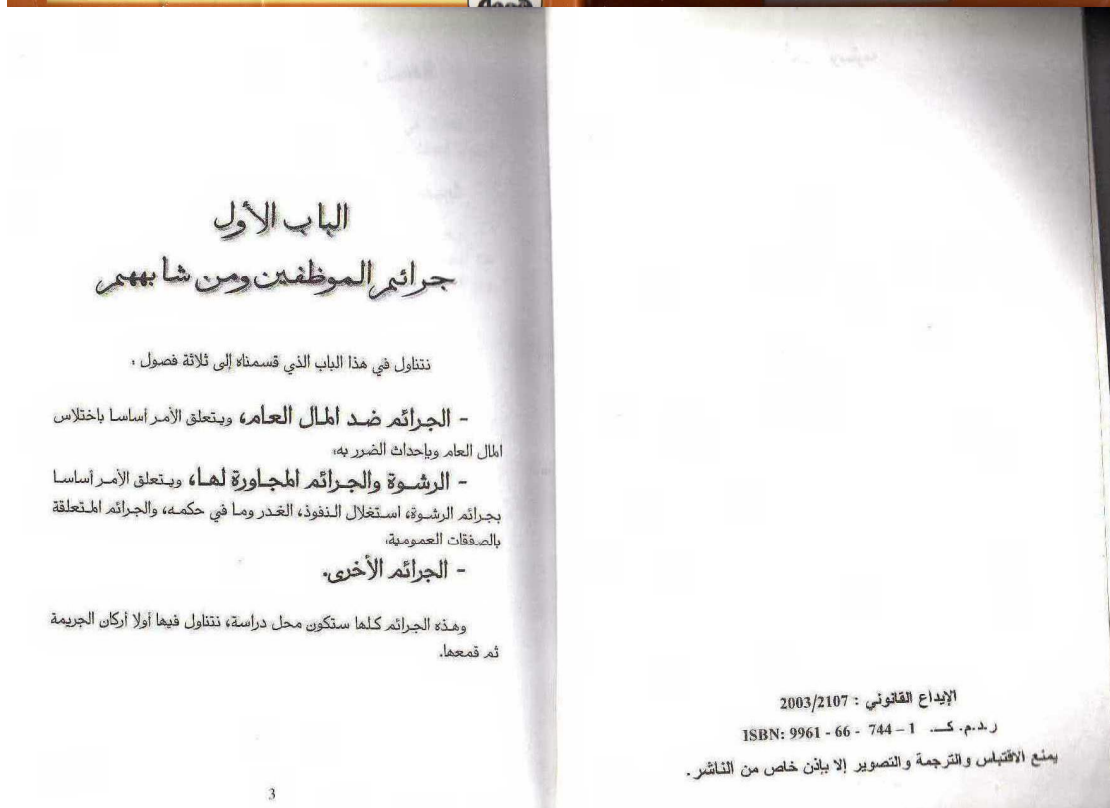 الإيداع القانوني : 2003/2107
ر.د.م.كـ. 1 – 744 - 66 - 9961 :ISBN
يمنع الاقتباس والترجمة والتصوير إلا بإذن خاص من الناشر.
الباب الأول
جرائم الموظفين ومن شابههم
نتناول في هذا الباب الذي قسمناه إلى ثلاثة فصول :
- الجرائم ضد المال العام، ويتعلق الأمر أساسا باختلاس
المال العام وبإحداث الضرر به،
- الرشوة والجرائم المجاورة لها، ويتعلق الأمر أساسا
بجرائم الرشوة، استغلال النفوذ، الغدر وما في حكمه، والجرائم المتعلقة
بالصفقات العمومية،
- الجرائم الأخرى.
وهذه الجرائم كلها ستكون محل دراسة، نتناول فيها أولا أركان الجريمة
ثم قمعها.
3